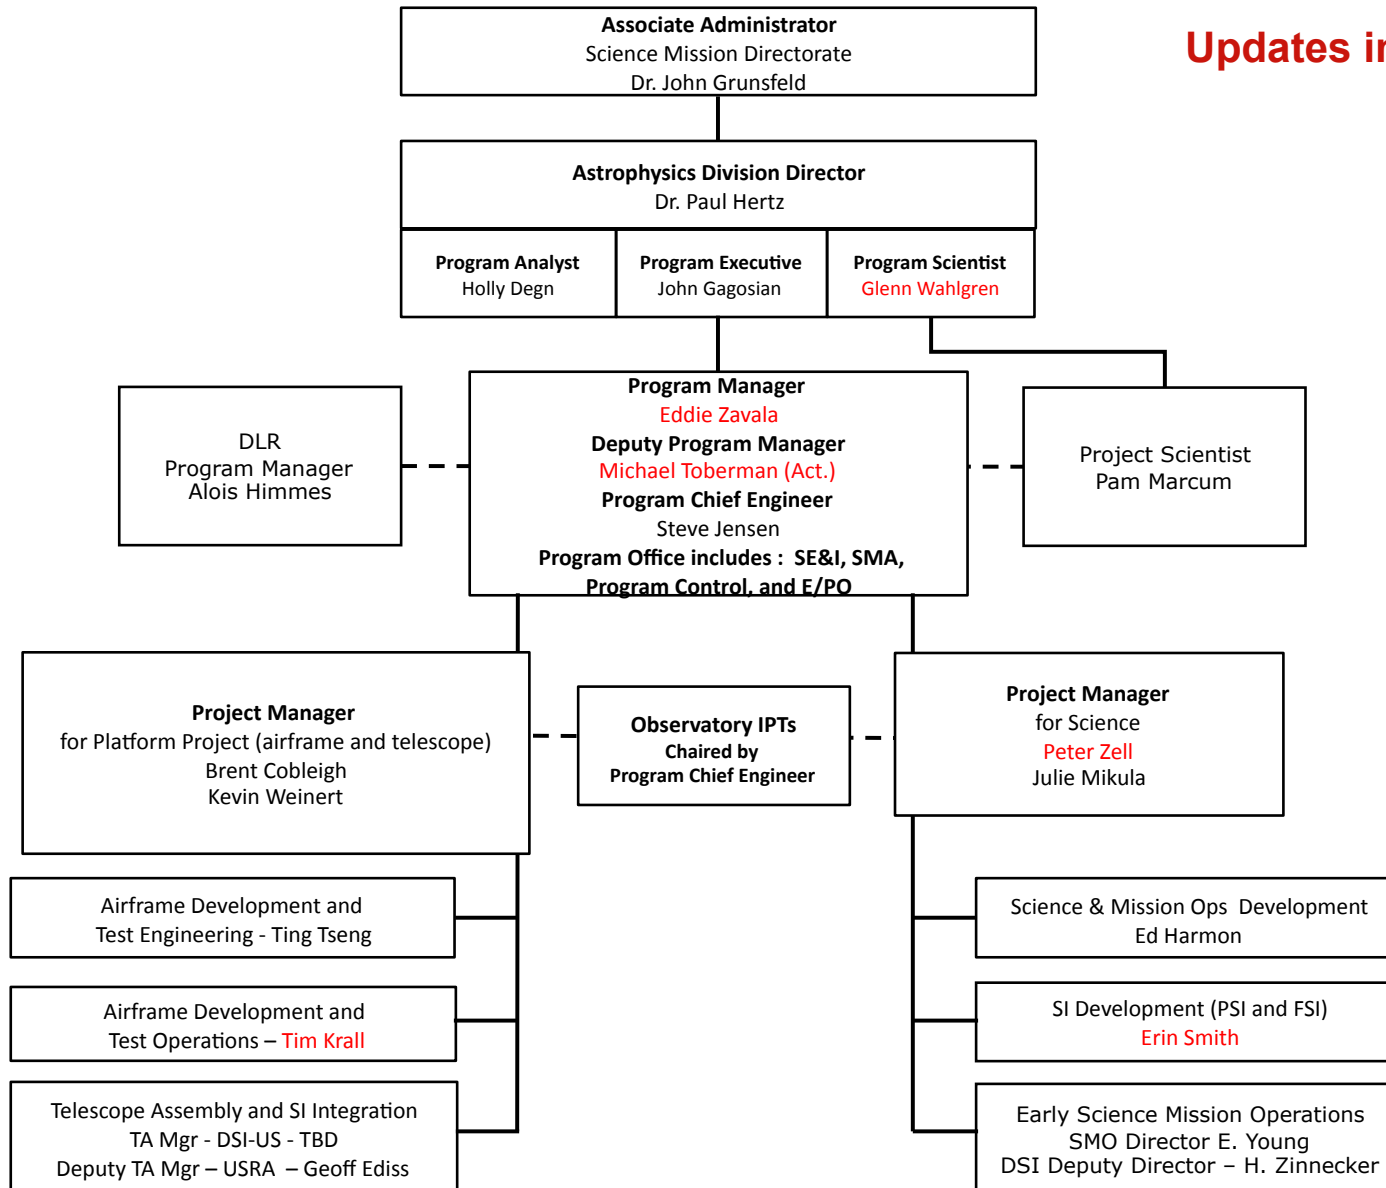 Associate Administrator
Science Mission Directorate
Dr. John Grunsfeld
Updates in
Astrophysics Division Director
Dr. Paul Hertz
Program Analyst
Holly Degn
Program Executive
John Gagosian
Program Scientist
Glenn Wahlgren
DLR
Program Manager
Alois Himmes
Program Manager
Eddie Zavala
Deputy Program Manager
Michael Toberman (Act.)
Program Chief Engineer
Steve Jensen
Program Office includes : SE&I, SMA,
Program Control, and E/PO
Project Scientist
Pam Marcum
Project Manager
for Platform Project (airframe and telescope)
Brent Cobleigh
Kevin Weinert
Observatory IPTs
Chaired by
Program Chief Engineer
Project Manager
for Science
Peter Zell
Julie Mikula
Airframe Development and
Test Engineering - Ting Tseng
Airframe Development and
Test Operations – Tim Krall
Telescope Assembly and SI Integration
TA Mgr - DSI-US - TBD
Deputy TA Mgr – USRA – Geoff Ediss
Science & Mission Ops Development
Ed Harmon
SI Development (PSI and FSI)
Erin Smith
Early Science Mission Operations
SMO Director E. Young
DSI Deputy Director – H. Zinnecker